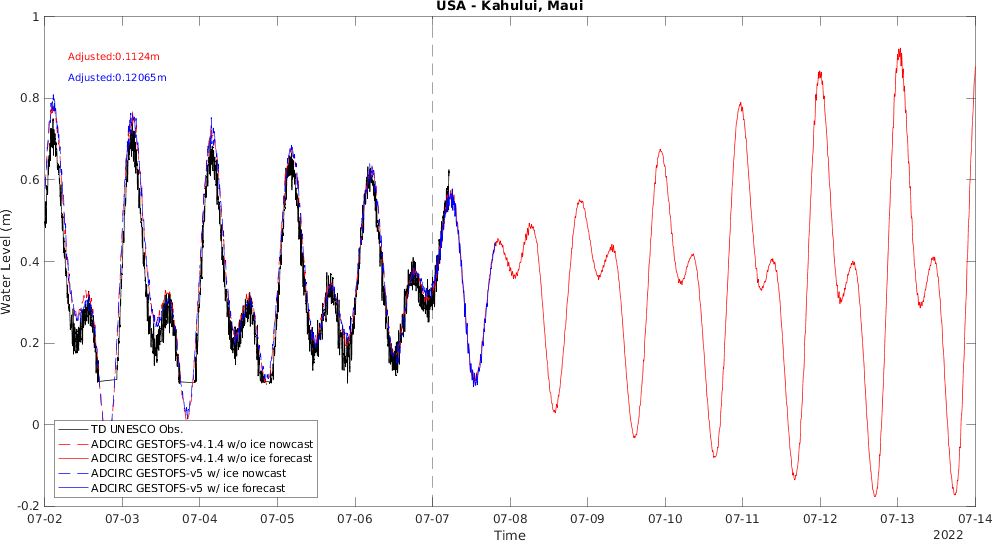 USA - Kahului, Maui
Adjusted:0.1124m
Adjusted:0.12065m
Water Level (m)
1
0.8
0.6
0.4
0.2
0
-0.2
TD UNESCO Obs.
ADCIRC GESTOFS-v4.1.4 w/o ice nowcast
ADCIRC GESTOFS-v4.1.4 w/o ice forecast
ADCIRC GESTOFS-v5 w/ ice nowcast
ADCIRC GESTOFS-v5 w/ ice forecast
07-02 07-03 07-04 07-05 07-06 07-07 07-08 07-09 07-10 07-11 07-12 07-13 07-14
Time
2022